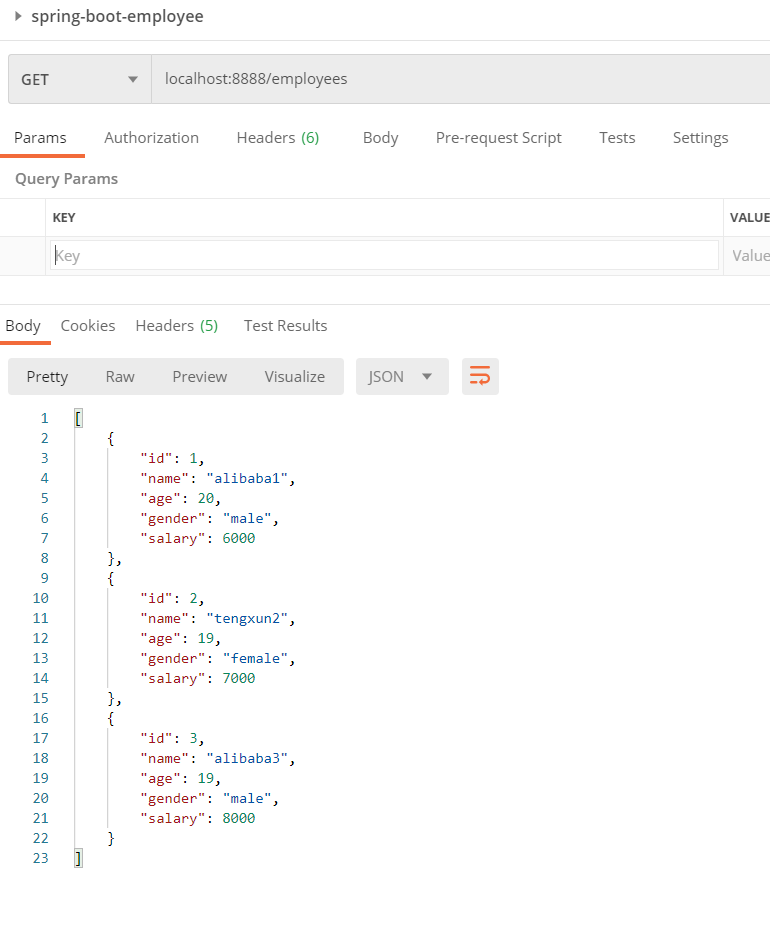 spring-boot-employee
GET localhost:8888/employees
Params Authorization Headers (6) Body Pre-request Script Tests Settings
Query Params
KEY VALUE
Key Value
Body Cookies Headers (5) Test Results
Pretty Raw Preview Visualize JSON
1 [
2 {
3 "id": 1,
4 "name": "alibaba1",
5 "age": 20,
6 "gender": "male",
7 "salary": 6000
8 },
9 {
10 "id": 2,
11 "name": "tengxun2",
12 "age": 19,
13 "gender": "female",
14 "salary": 7000
15 },
16 {
17 "id": 3,
18 "name": "alibaba3",
19 "age": 19,
20 "gender": "male",
21 "salary": 8000
22 }
23 ]